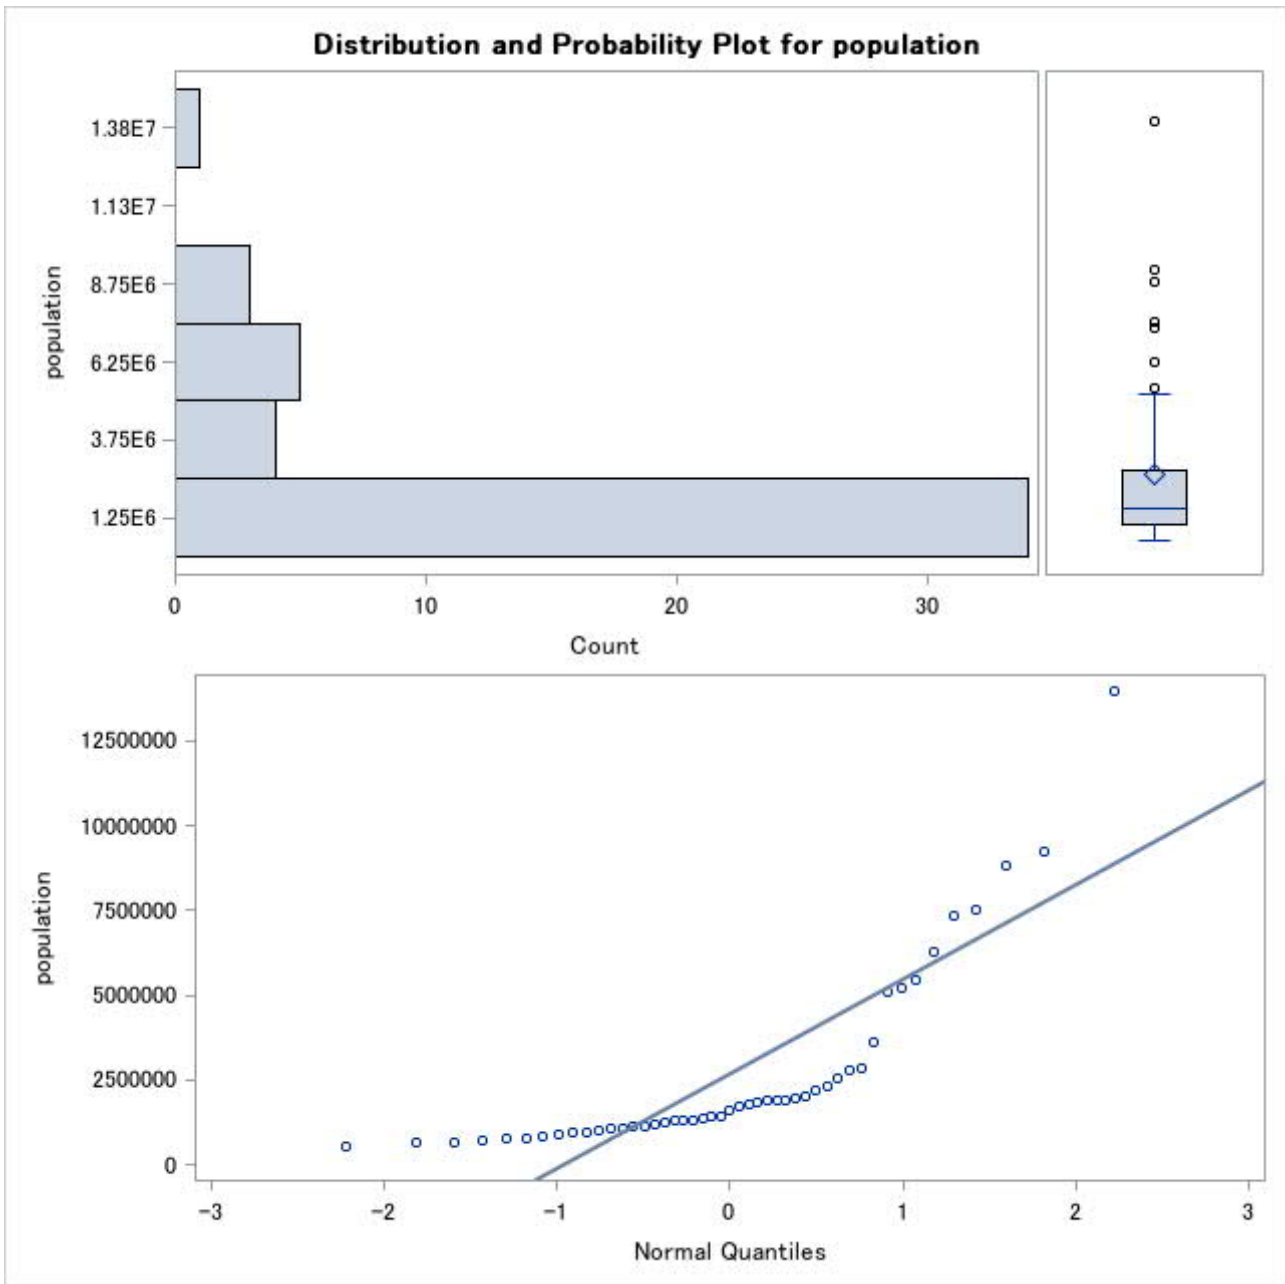 Distribution and Probability Plot for population
1.38E7
1.13E7
8.75E6
6.25E6
3.75E6
1.25E6
population
0 10 20 30
Count
12500000
10000000
7500000
5000000
2500000
0
population
-3 -2 -1 0 1 2 3
Normal Quantiles